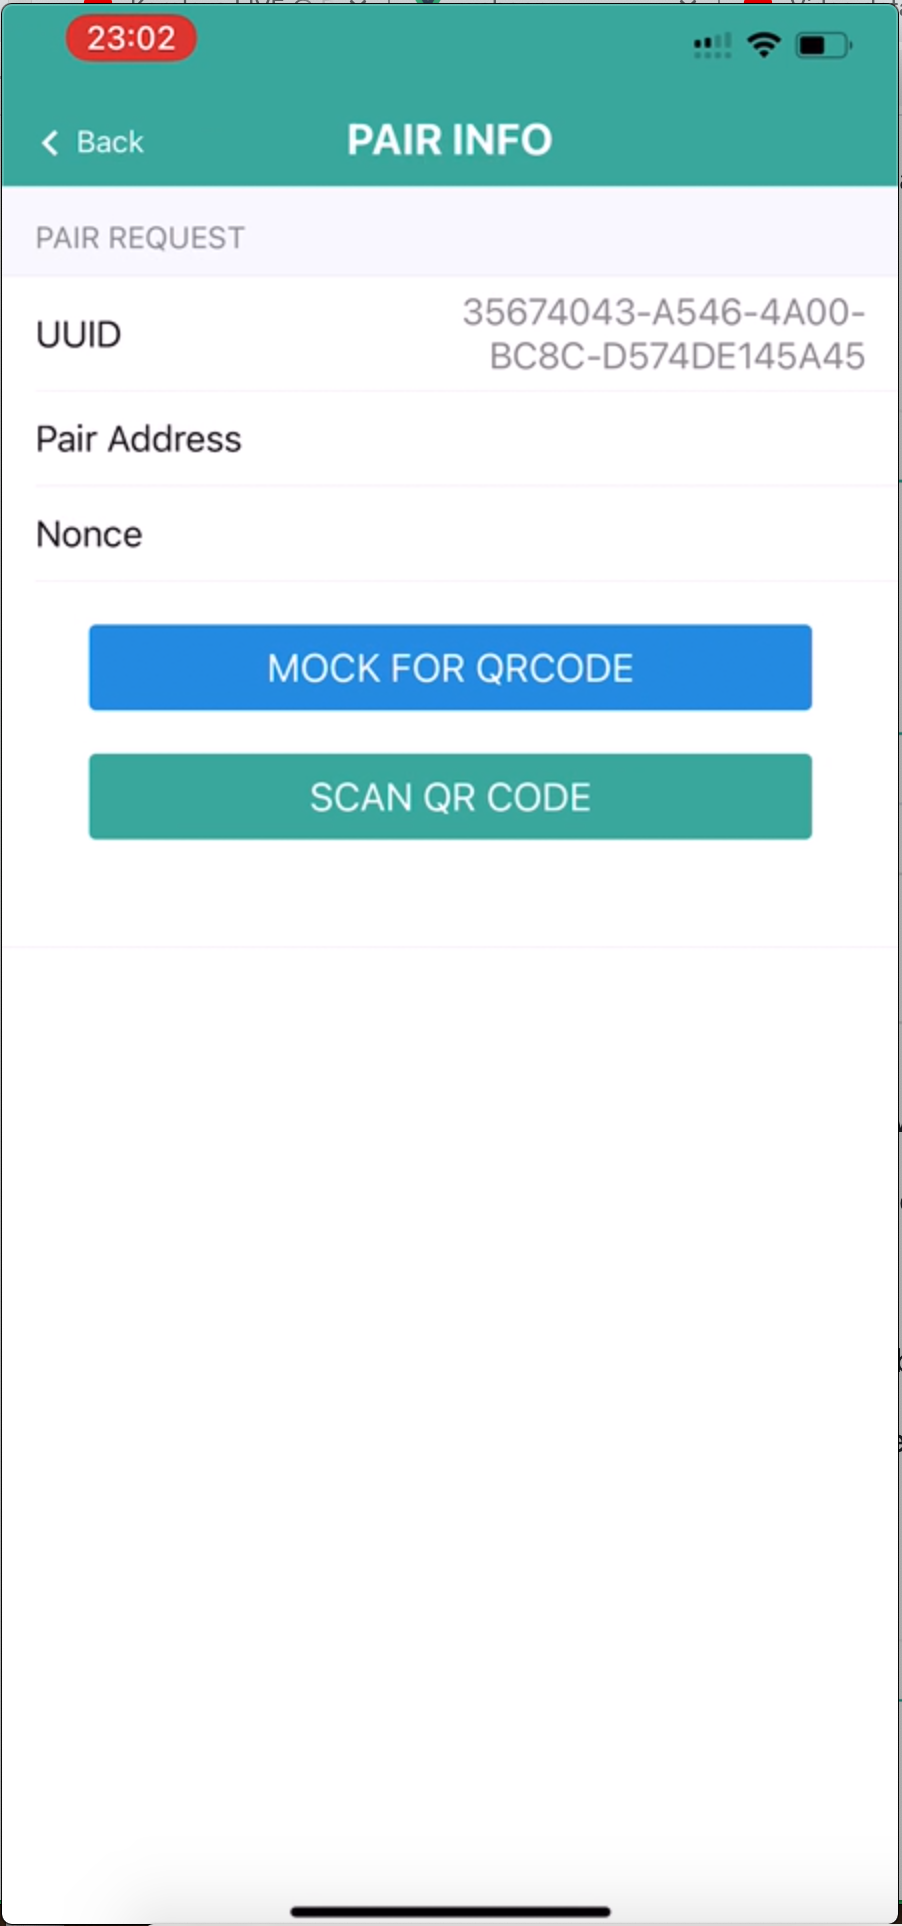 23:02
Back
PAIR INFO
PAIR REQUEST
UUID
35674043-A546-4A00-
BC8C-D574DE145A45
Pair Address
Nonce
MOCK FOR QRCODE
SCAN QR CODE